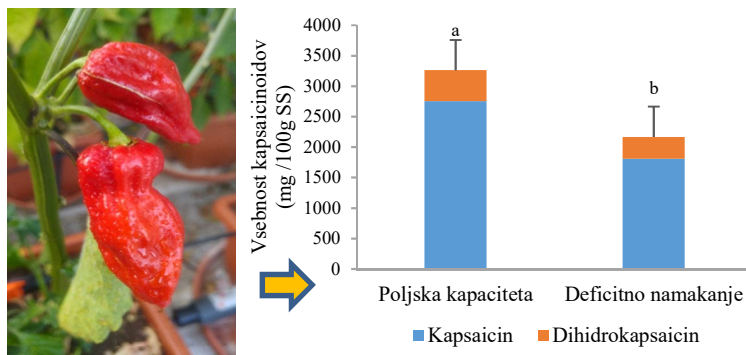 Vsebnost kapsaicinoidov
(mg /100g SS)
4000
3500
3000
2500
2000
1500
1000
500
0
a
b
Poljska kapaciteta
Deficitno namakanje
Kapsaicin
Dihidrokapsaicin